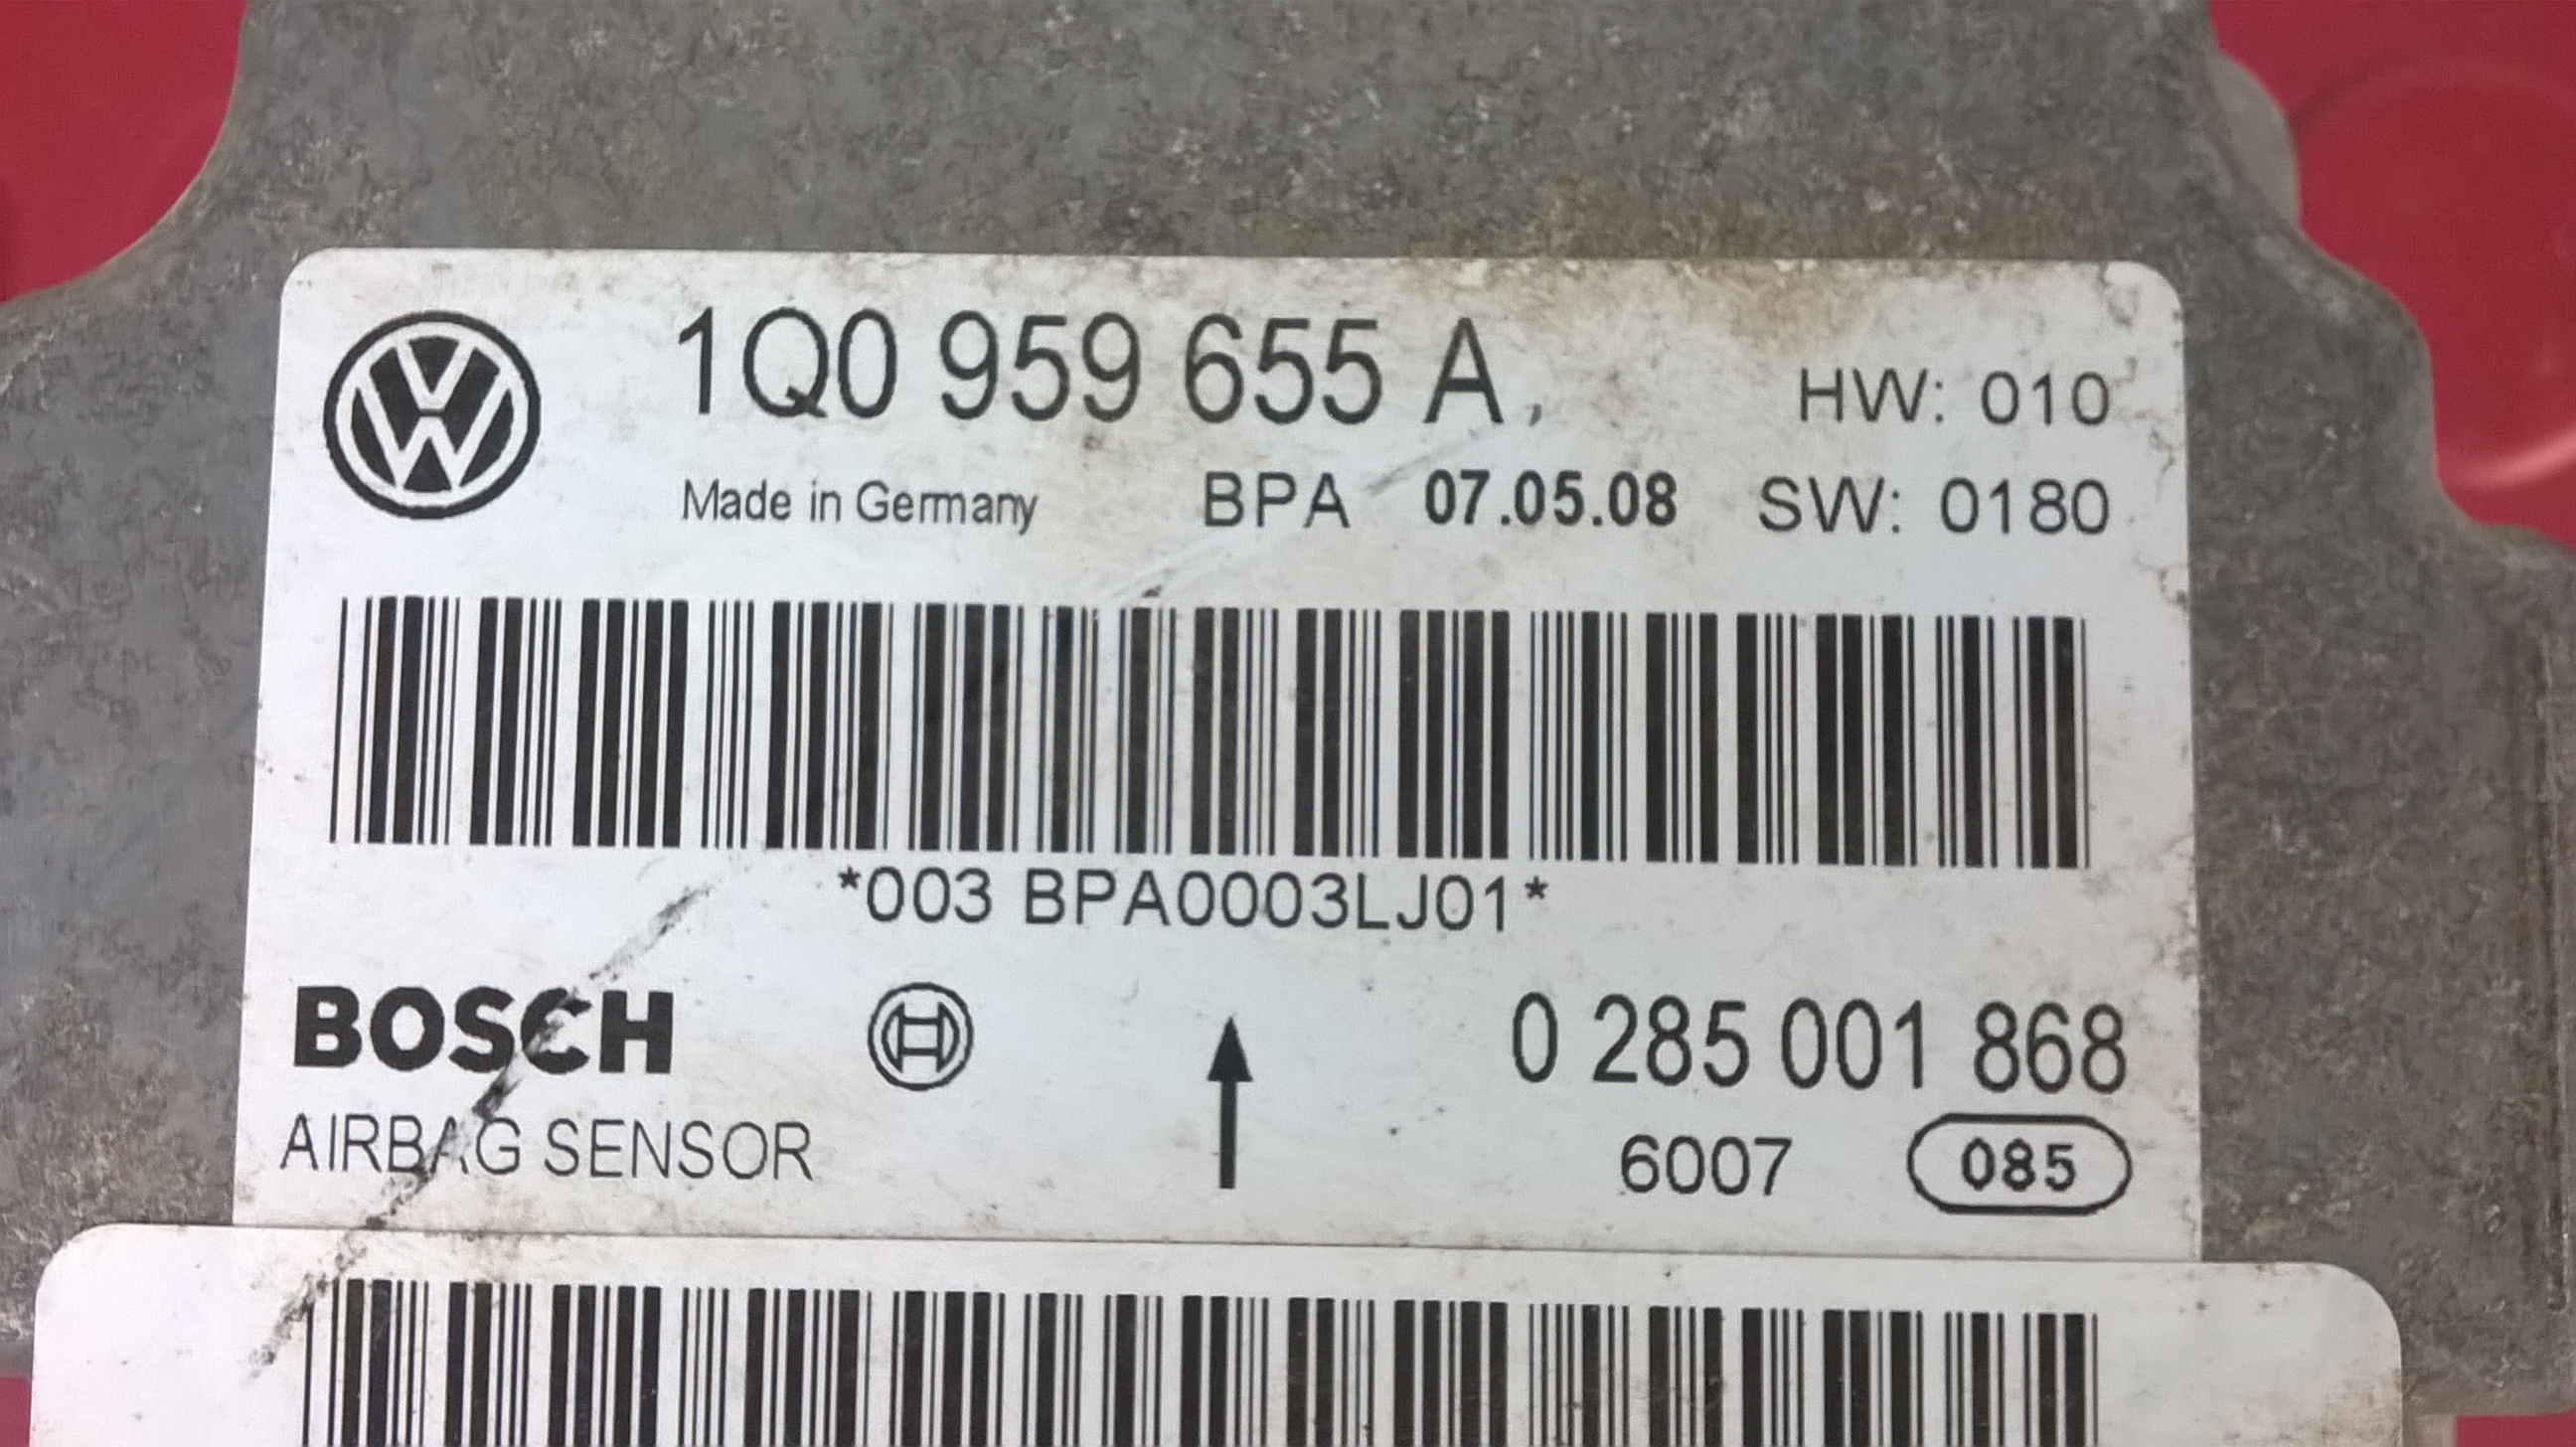 1Q0 959 655 A,
HW: 010
Made in Germany BPA 07.05.08 SW: 0180
*003 BPA0003LJ01*
BOSCH 0 285 001 868
AIRBAG SENSOR 6007 085